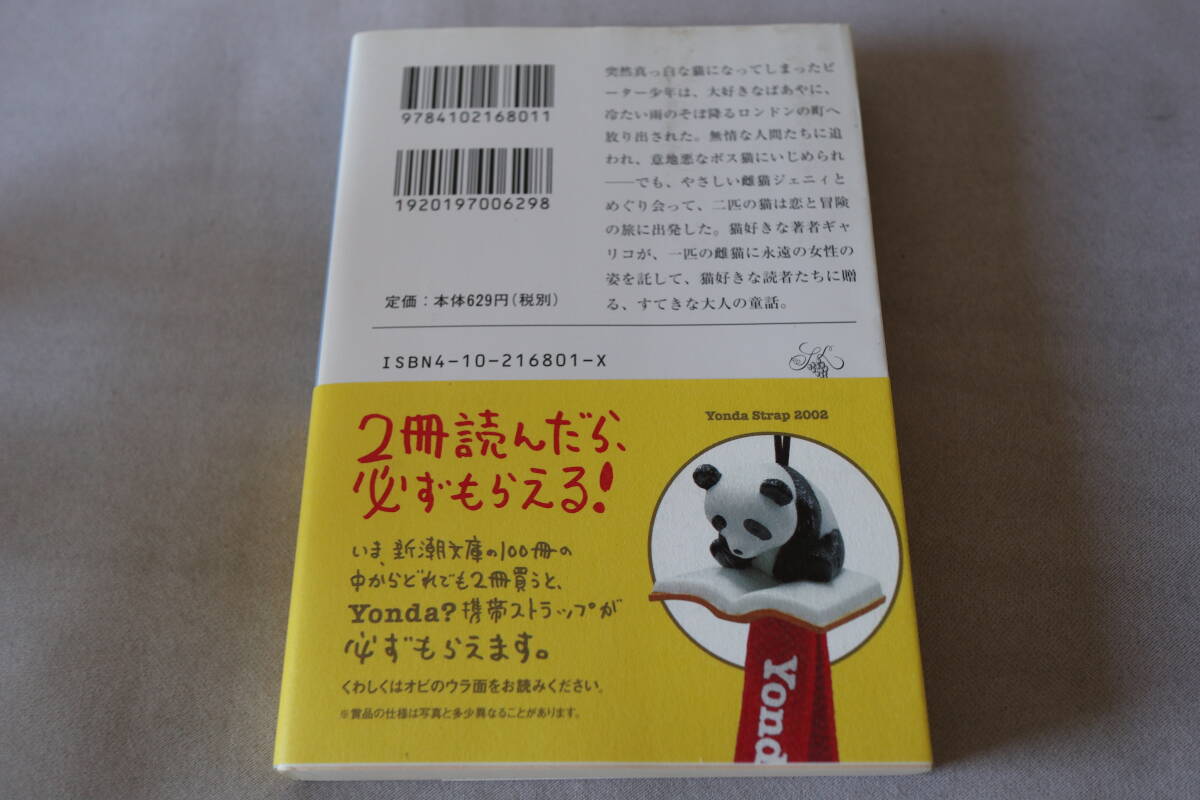 9784102168011
1920197006298
定価：本体629円（税別）
ISBN4-10-216801-X
突然真っ白な猫になってしまったピ
ーター少年は、大好きなばあやに、
冷たい雨のそぼ降るロンドンの町へ
放り出された。無情な人間たちに追
われ、意地悪なボス猫にいじめられ
――でも、やさしい雌猫ジェニィと
めぐり会って、二匹の猫は恋と冒険
の旅に出発した。猫好きな著者ギャ
リコが、一匹の雌猫に永遠の女性の
姿を託して、猫好きな読者たちに贈
る、すてきな大人の童話。
2冊読んだら、
必ずもらえる!
いま、新潮文庫の100冊の
中からどれでも2冊買うと、
Yonda?携帯ストラップが
必ずもらえます。
くわしくはオビのウラ面をお読みください。
※賞品の仕様は写真と多少異なることがあります。
Yonda Strap 2002
Yond